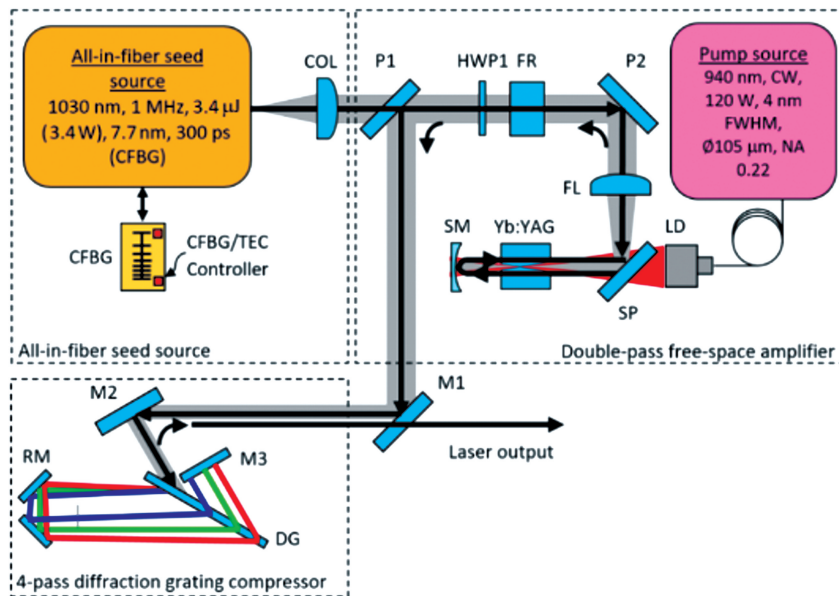 All-in-fiber seed
source
1030 nm, 1 MHz, 3.4 µJ
(3.4 W), 7.7 nm, 300 ps
(CFBG)
COL
P1
HWP1
FR
P2
Pump source
940 nm, CW,
120 W, 4 nm
FWHM,
Ø105 µm, NA
0.22
FL
CFBG
CFBG/TEC
Controller
SM
Yb:YAG
LD
SP
All-in-fiber seed source
Double-pass free-space amplifier
M2
M1
RM
M3
Laser output
DG
4-pass diffraction grating compressor